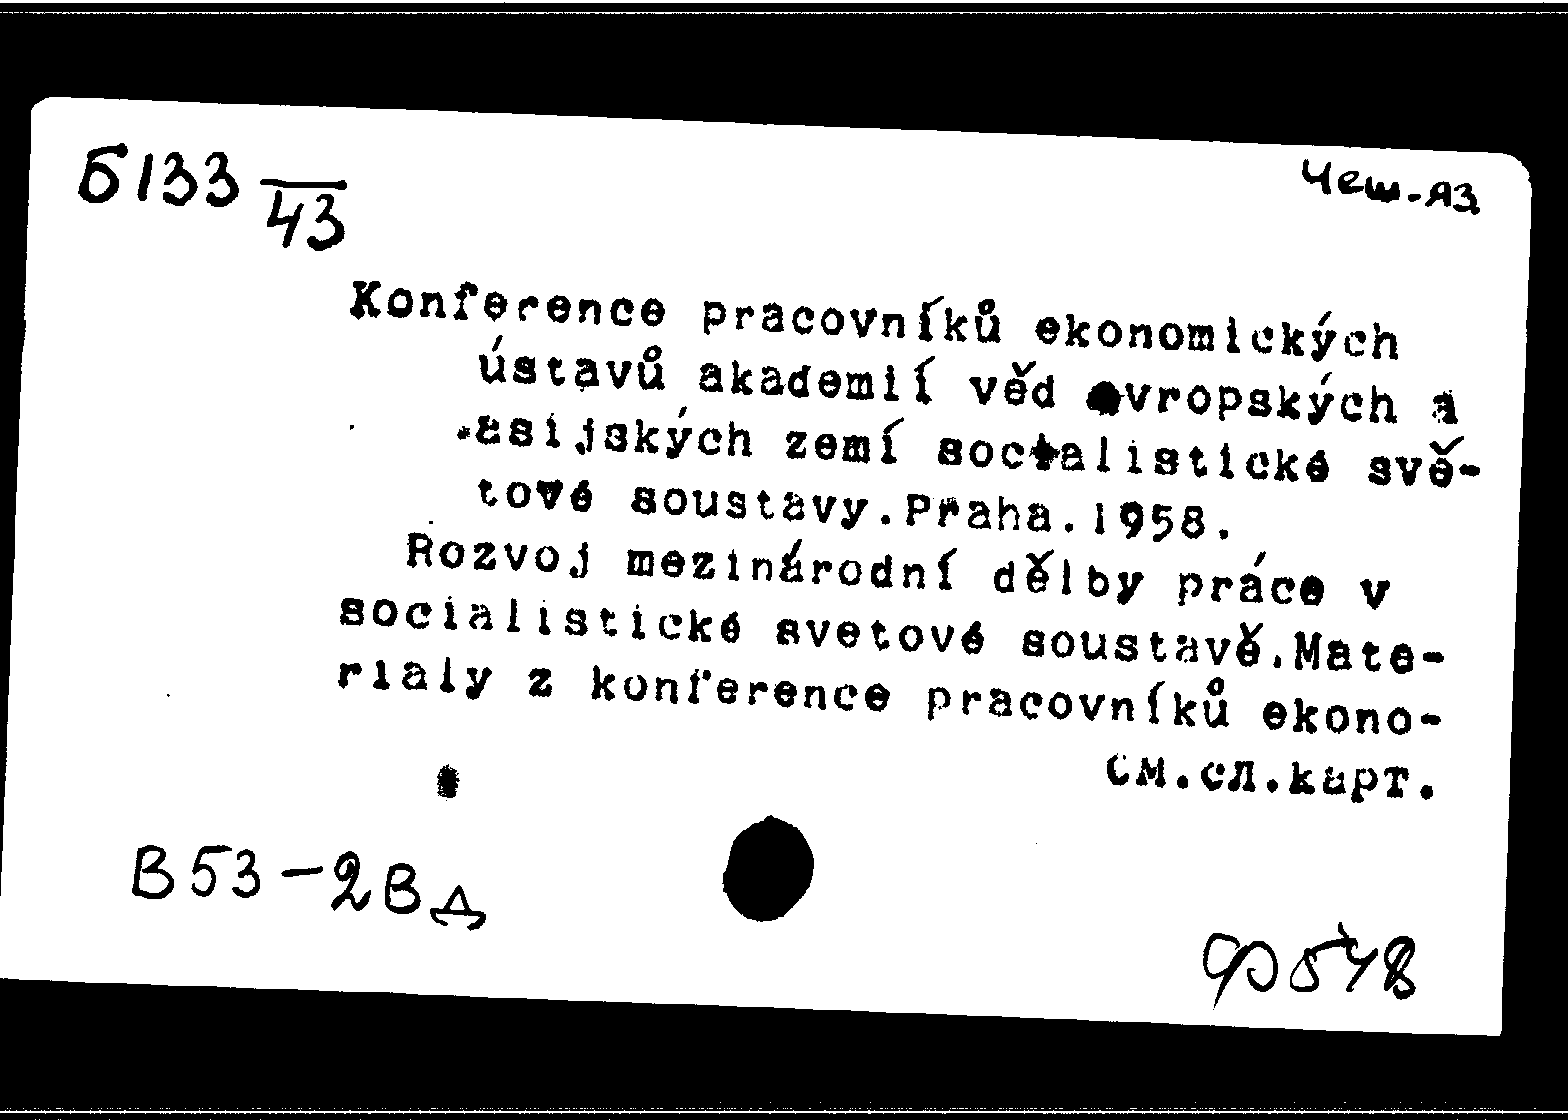 Б133 43
Чеш-яз
Konference pracovníků ekonomických
ústavů akademií věd evropských a
asijských zemí socialistické svě-
tové soustavy.Praha.1958.
Rozvoj mezinárodní dělby práce v
socialistické svetové soustavě.Mate-
rialy z konference pracovníků ekono-
См.сл.карт.
В53-2Вд